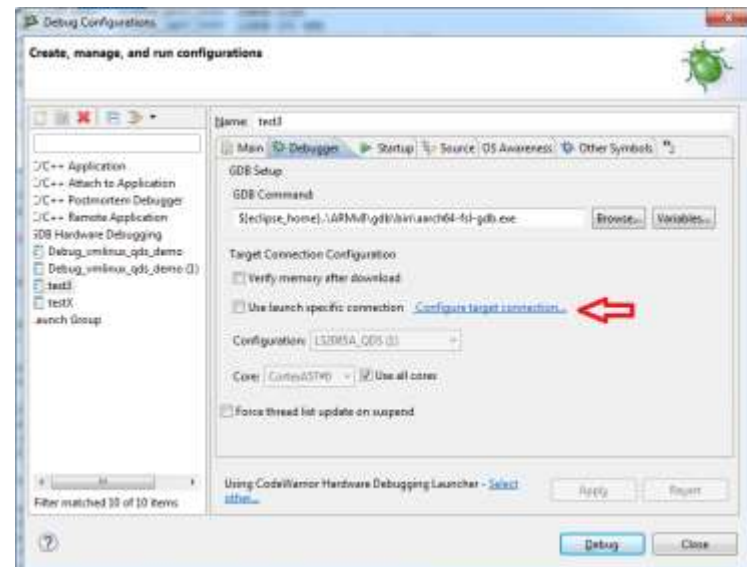 Debug Configurations
Create, manage, and run configurations
C/C++ Application
C/C++ Attach to Application
C/C++ Postmortem Debugger
C/C++ Remote Application
GDB Hardware Debugging
Debug_vmlinux_qds_demo
Debug_vmlinux_qds_demo (1)
test3
testX
Launch Group
Filter matched 10 of 10 items
Name: test3
Main Debugger Startup Source OS Awareness Other Symbols
GDB Setup
GDB Command:
${eclipse_home}..\ARMv8\gdb\bin\aarch64-fsl-gdb.exe Browse... Variables...
Target Connection Configuration
Verify memory after download
Use launch specific connection Configure target connection...
Configuration: LS2085A_QDS (1)
Core: CortexA57#0 Use all cores
Force thread list update on suspend
Using CodeWarrior Hardware Debugging Launcher - Select other...
Apply Revert
Debug Close